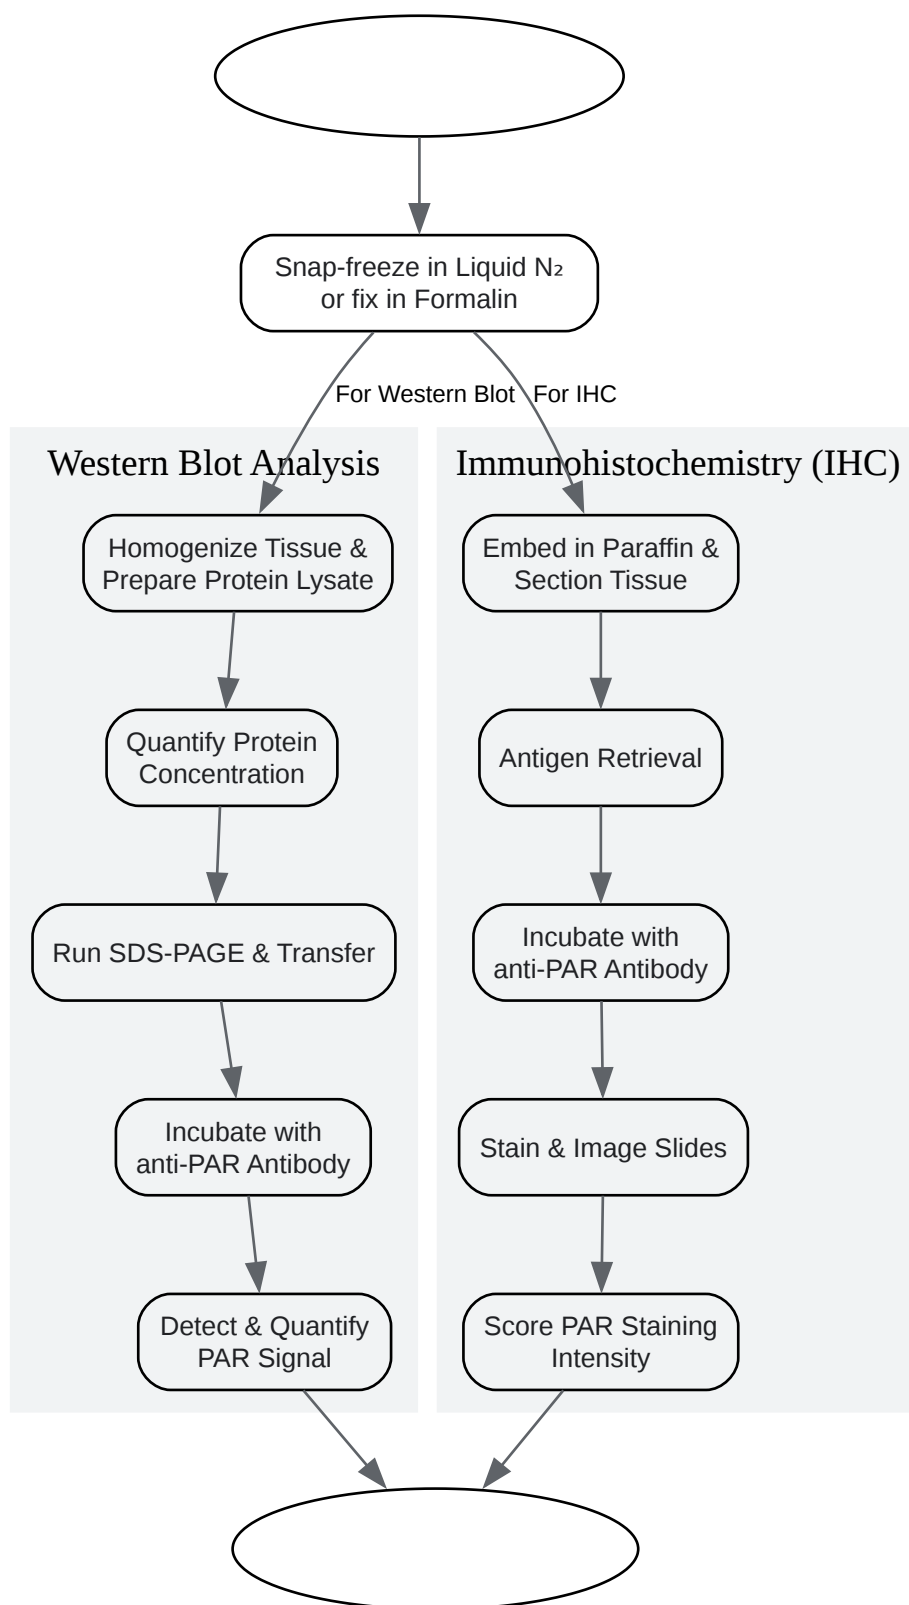 Snap-freeze in Liquid N₂
or fix in Formalin
For Western Blot
For IHC
Western Blot Analysis
Homogenize Tissue &
Prepare Protein Lysate
Quantify Protein
Concentration
Run SDS-PAGE & Transfer
Incubate with
anti-PAR Antibody
Detect & Quantify
PAR Signal
Immunohistochemistry (IHC)
Embed in Paraffin &
Section Tissue
Antigen Retrieval
Incubate with
anti-PAR Antibody
Stain & Image Slides
Score PAR Staining
Intensity